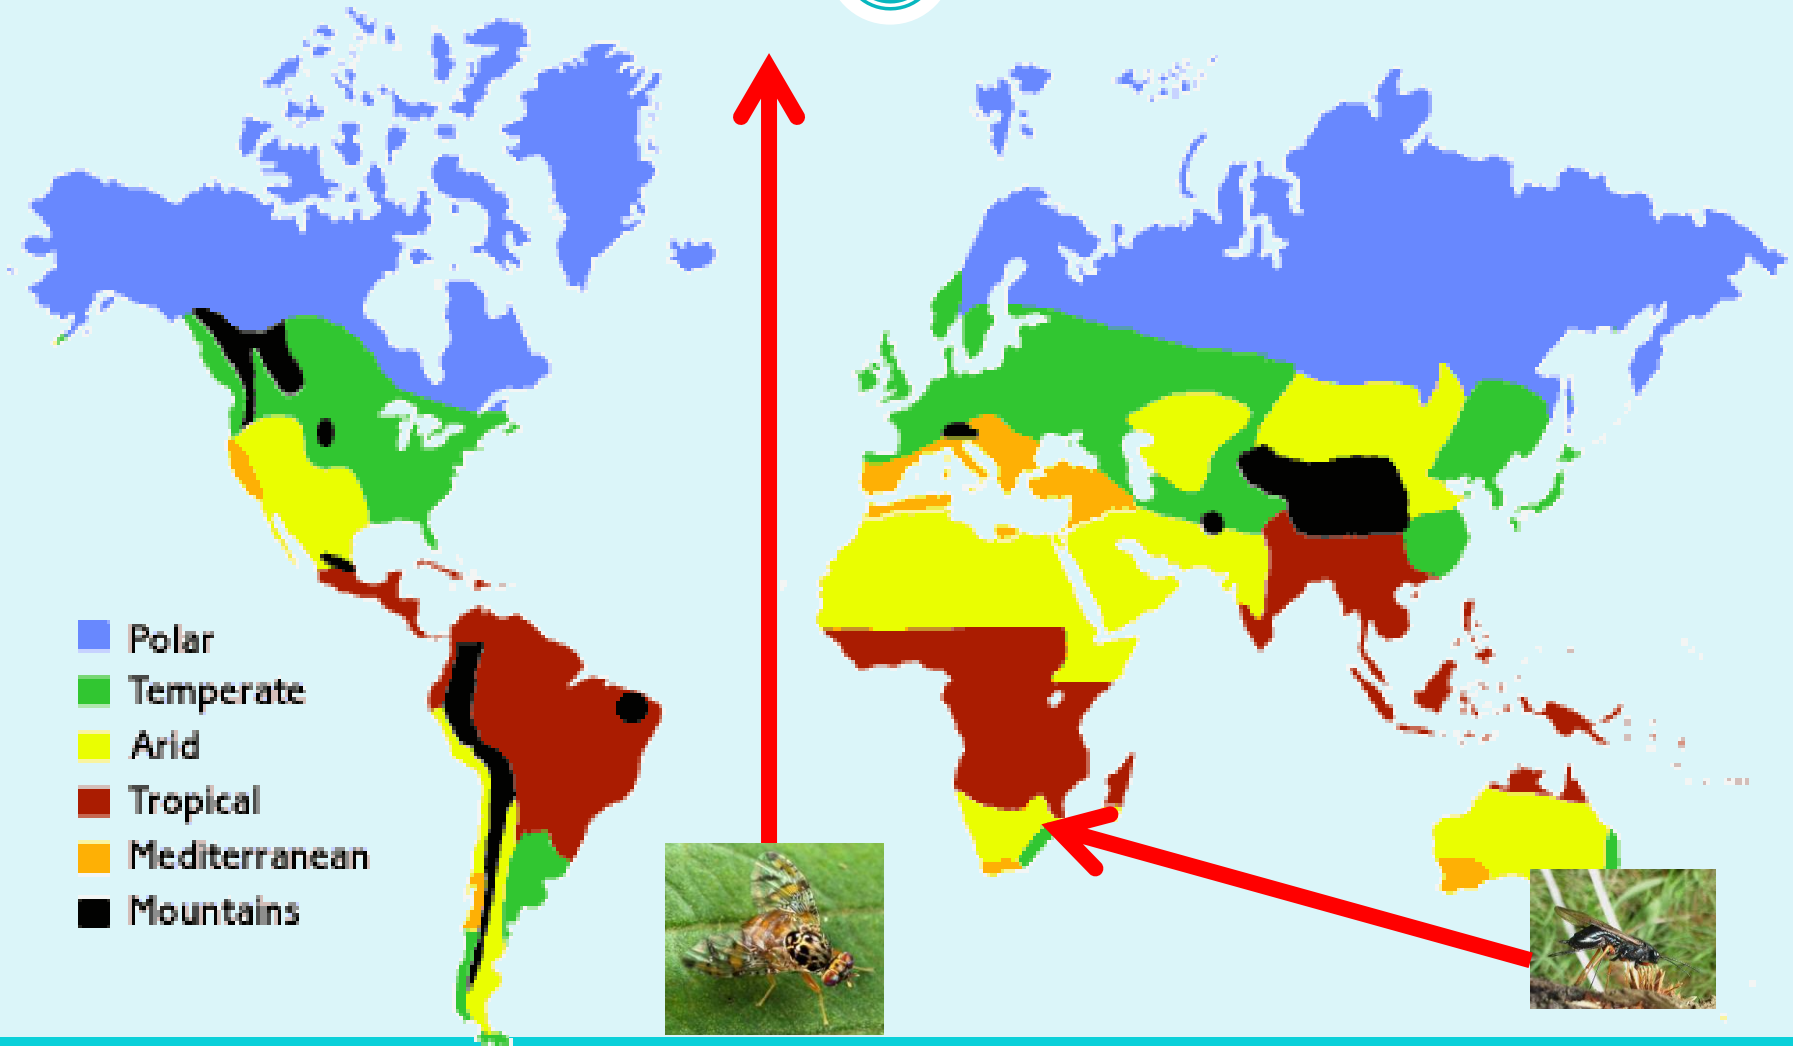 Polar
Temperate
Arid
Tropical
Mediterranean
Mountains